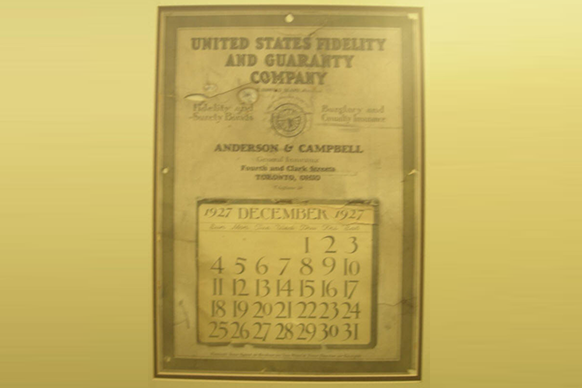 UNITED STATES FIDELITY
AND GUARANTY
COMPANY
Fidelity and
Surety Bonds
Burglary and
Casualty Insurance
ANDERSON & CAMPBELL
General Insurance
Fourth and Clark Streets
TORONTO, OHIO
1927 DECEMBER 1927
1 2 3
4 5 6 7 8 9 10
11 12 13 14 15 16 17
18 19 20 21 22 23 24
25 26 27 28 29 30 31